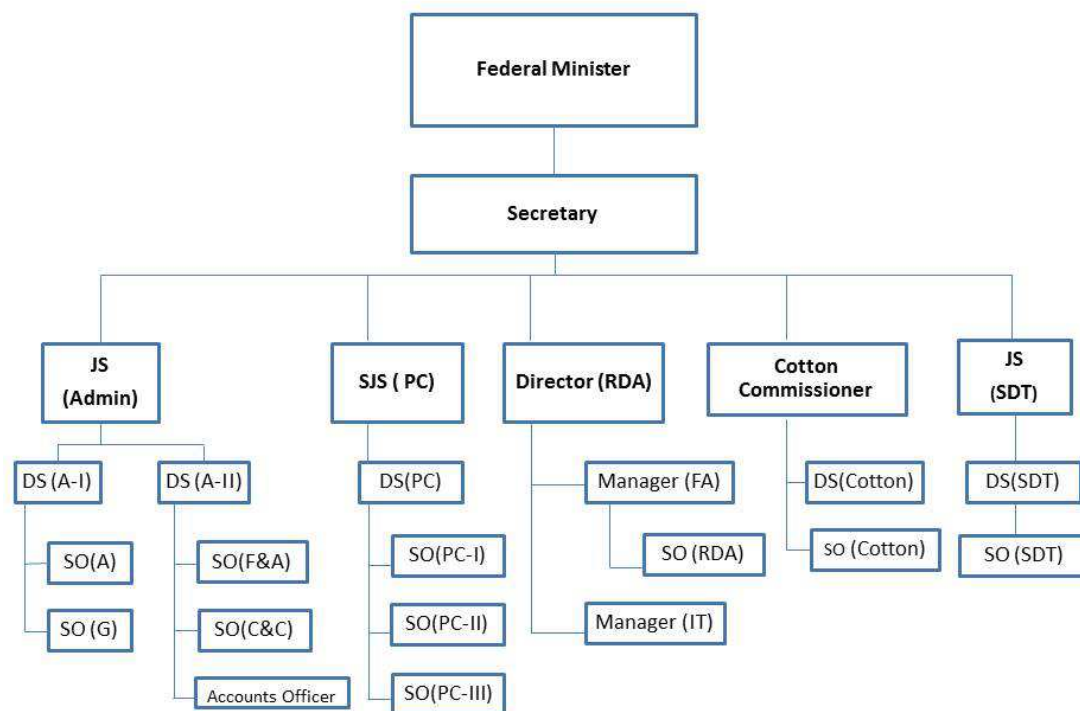 Federal Minister
Secretary
JS
(Admin)
SJS ( PC)
Director (RDA)
Cotton
Commissioner
JS
(SDT)
DS (A-I)
DS (A-II)
DS(PC)
Manager (FA)
DS(Cotton)
DS(SDT)
SO(A)
SO(F&A)
SO(PC-I)
SO (RDA)
SO (Cotton)
SO (SDT)
SO (G)
SO(C&C)
SO(PC-II)
Manager (IT)
Accounts Officer
SO(PC-III)